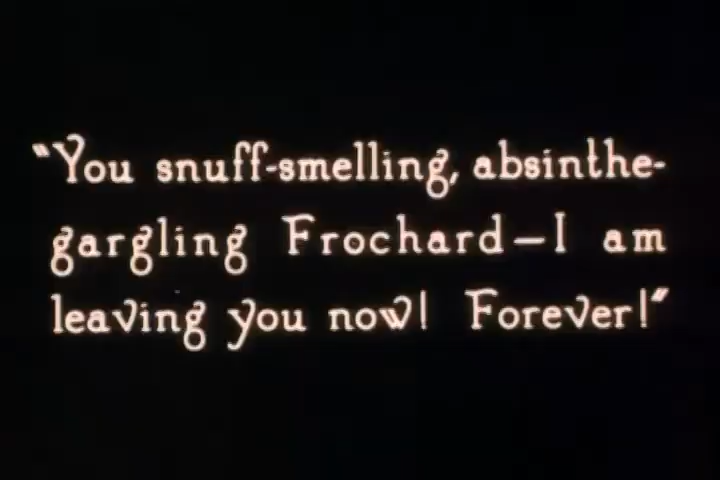 "You snuff-smelling, absinthe-
gargling Frochard—I am
leaving you now! Forever!"